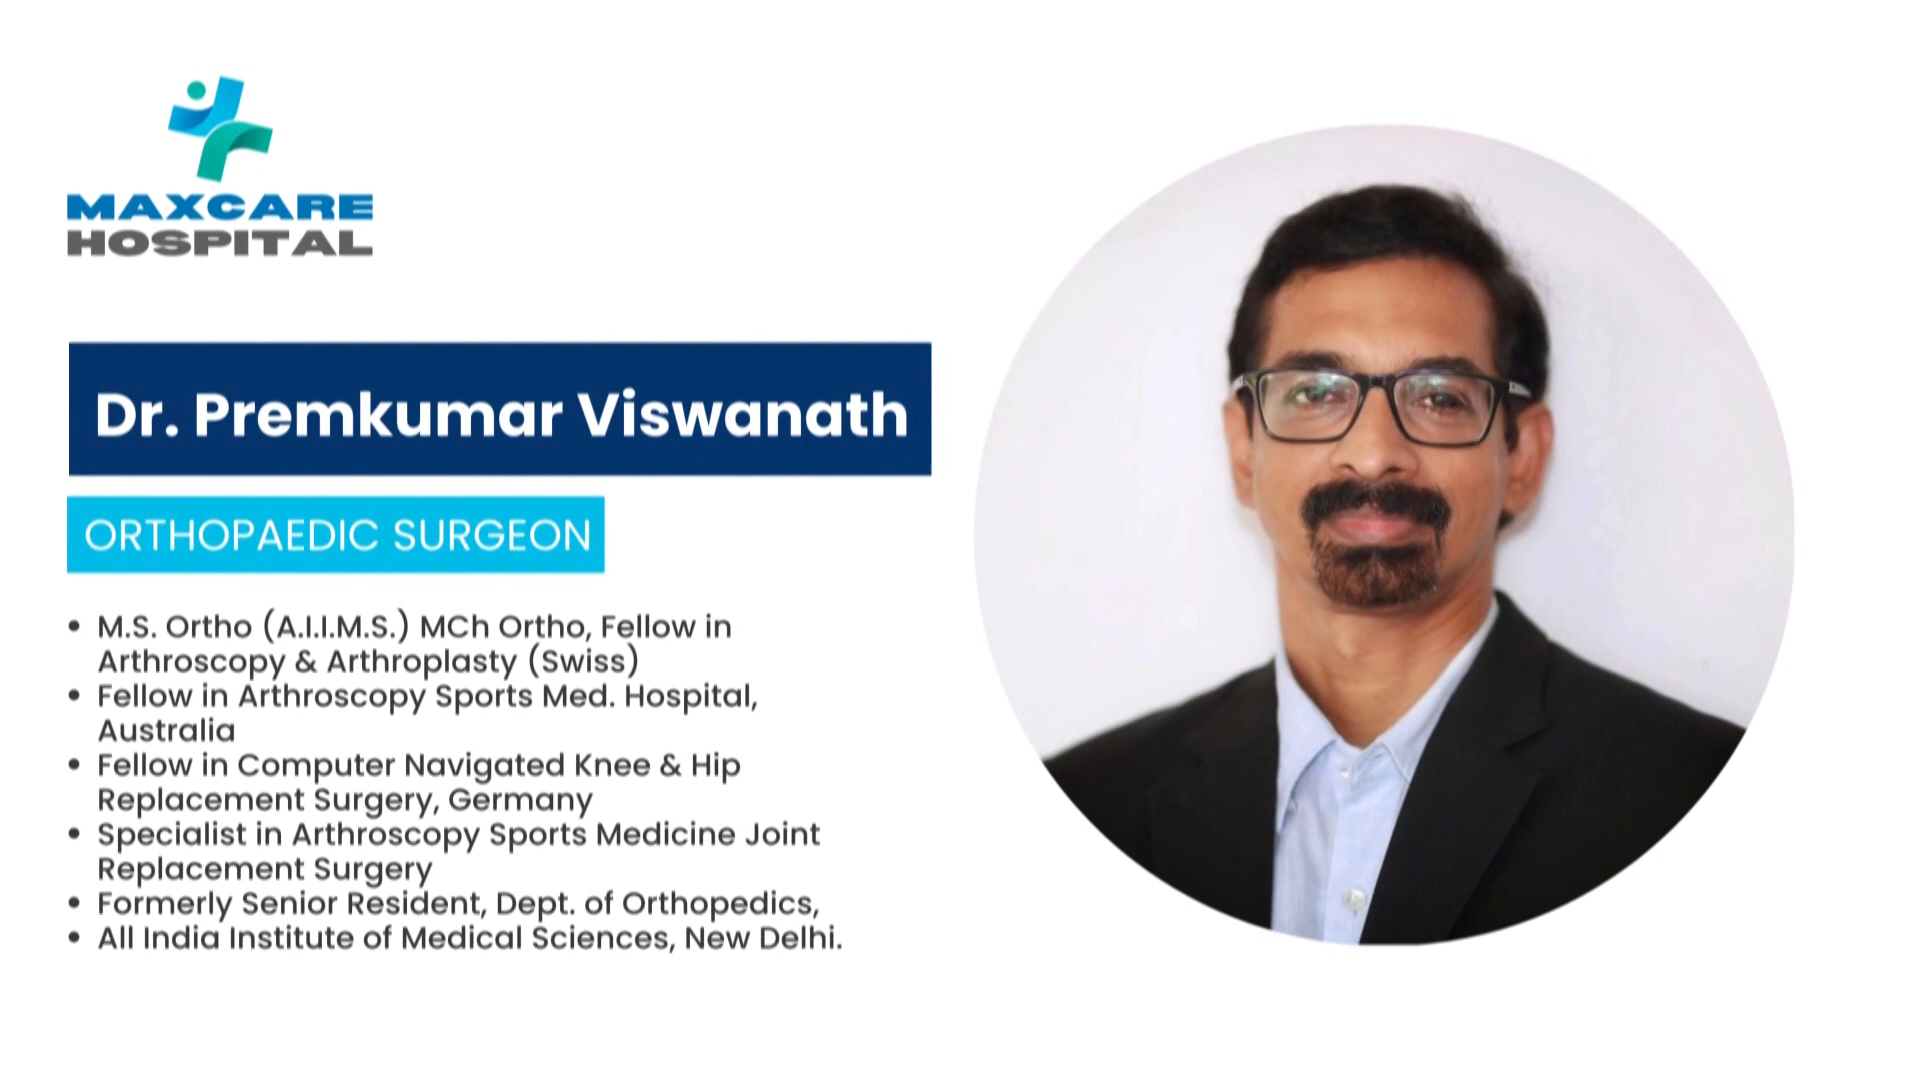 MAXCARE
HOSPITAL
Dr. Premkumar Viswanath
ORTHOPAEDIC SURGEON
• M.S. Ortho (A.I.I.M.S.) MCh Ortho, Fellow in
Arthroscopy & Arthroplasty (Swiss)
• Fellow in Arthroscopy Sports Med. Hospital,
Australia
• Fellow in Computer Navigated Knee & Hip
Replacement Surgery, Germany
• Specialist in Arthroscopy Sports Medicine Joint
Replacement Surgery
• Formerly Senior Resident, Dept. of Orthopedics,
• All India Institute of Medical Sciences, New Delhi.